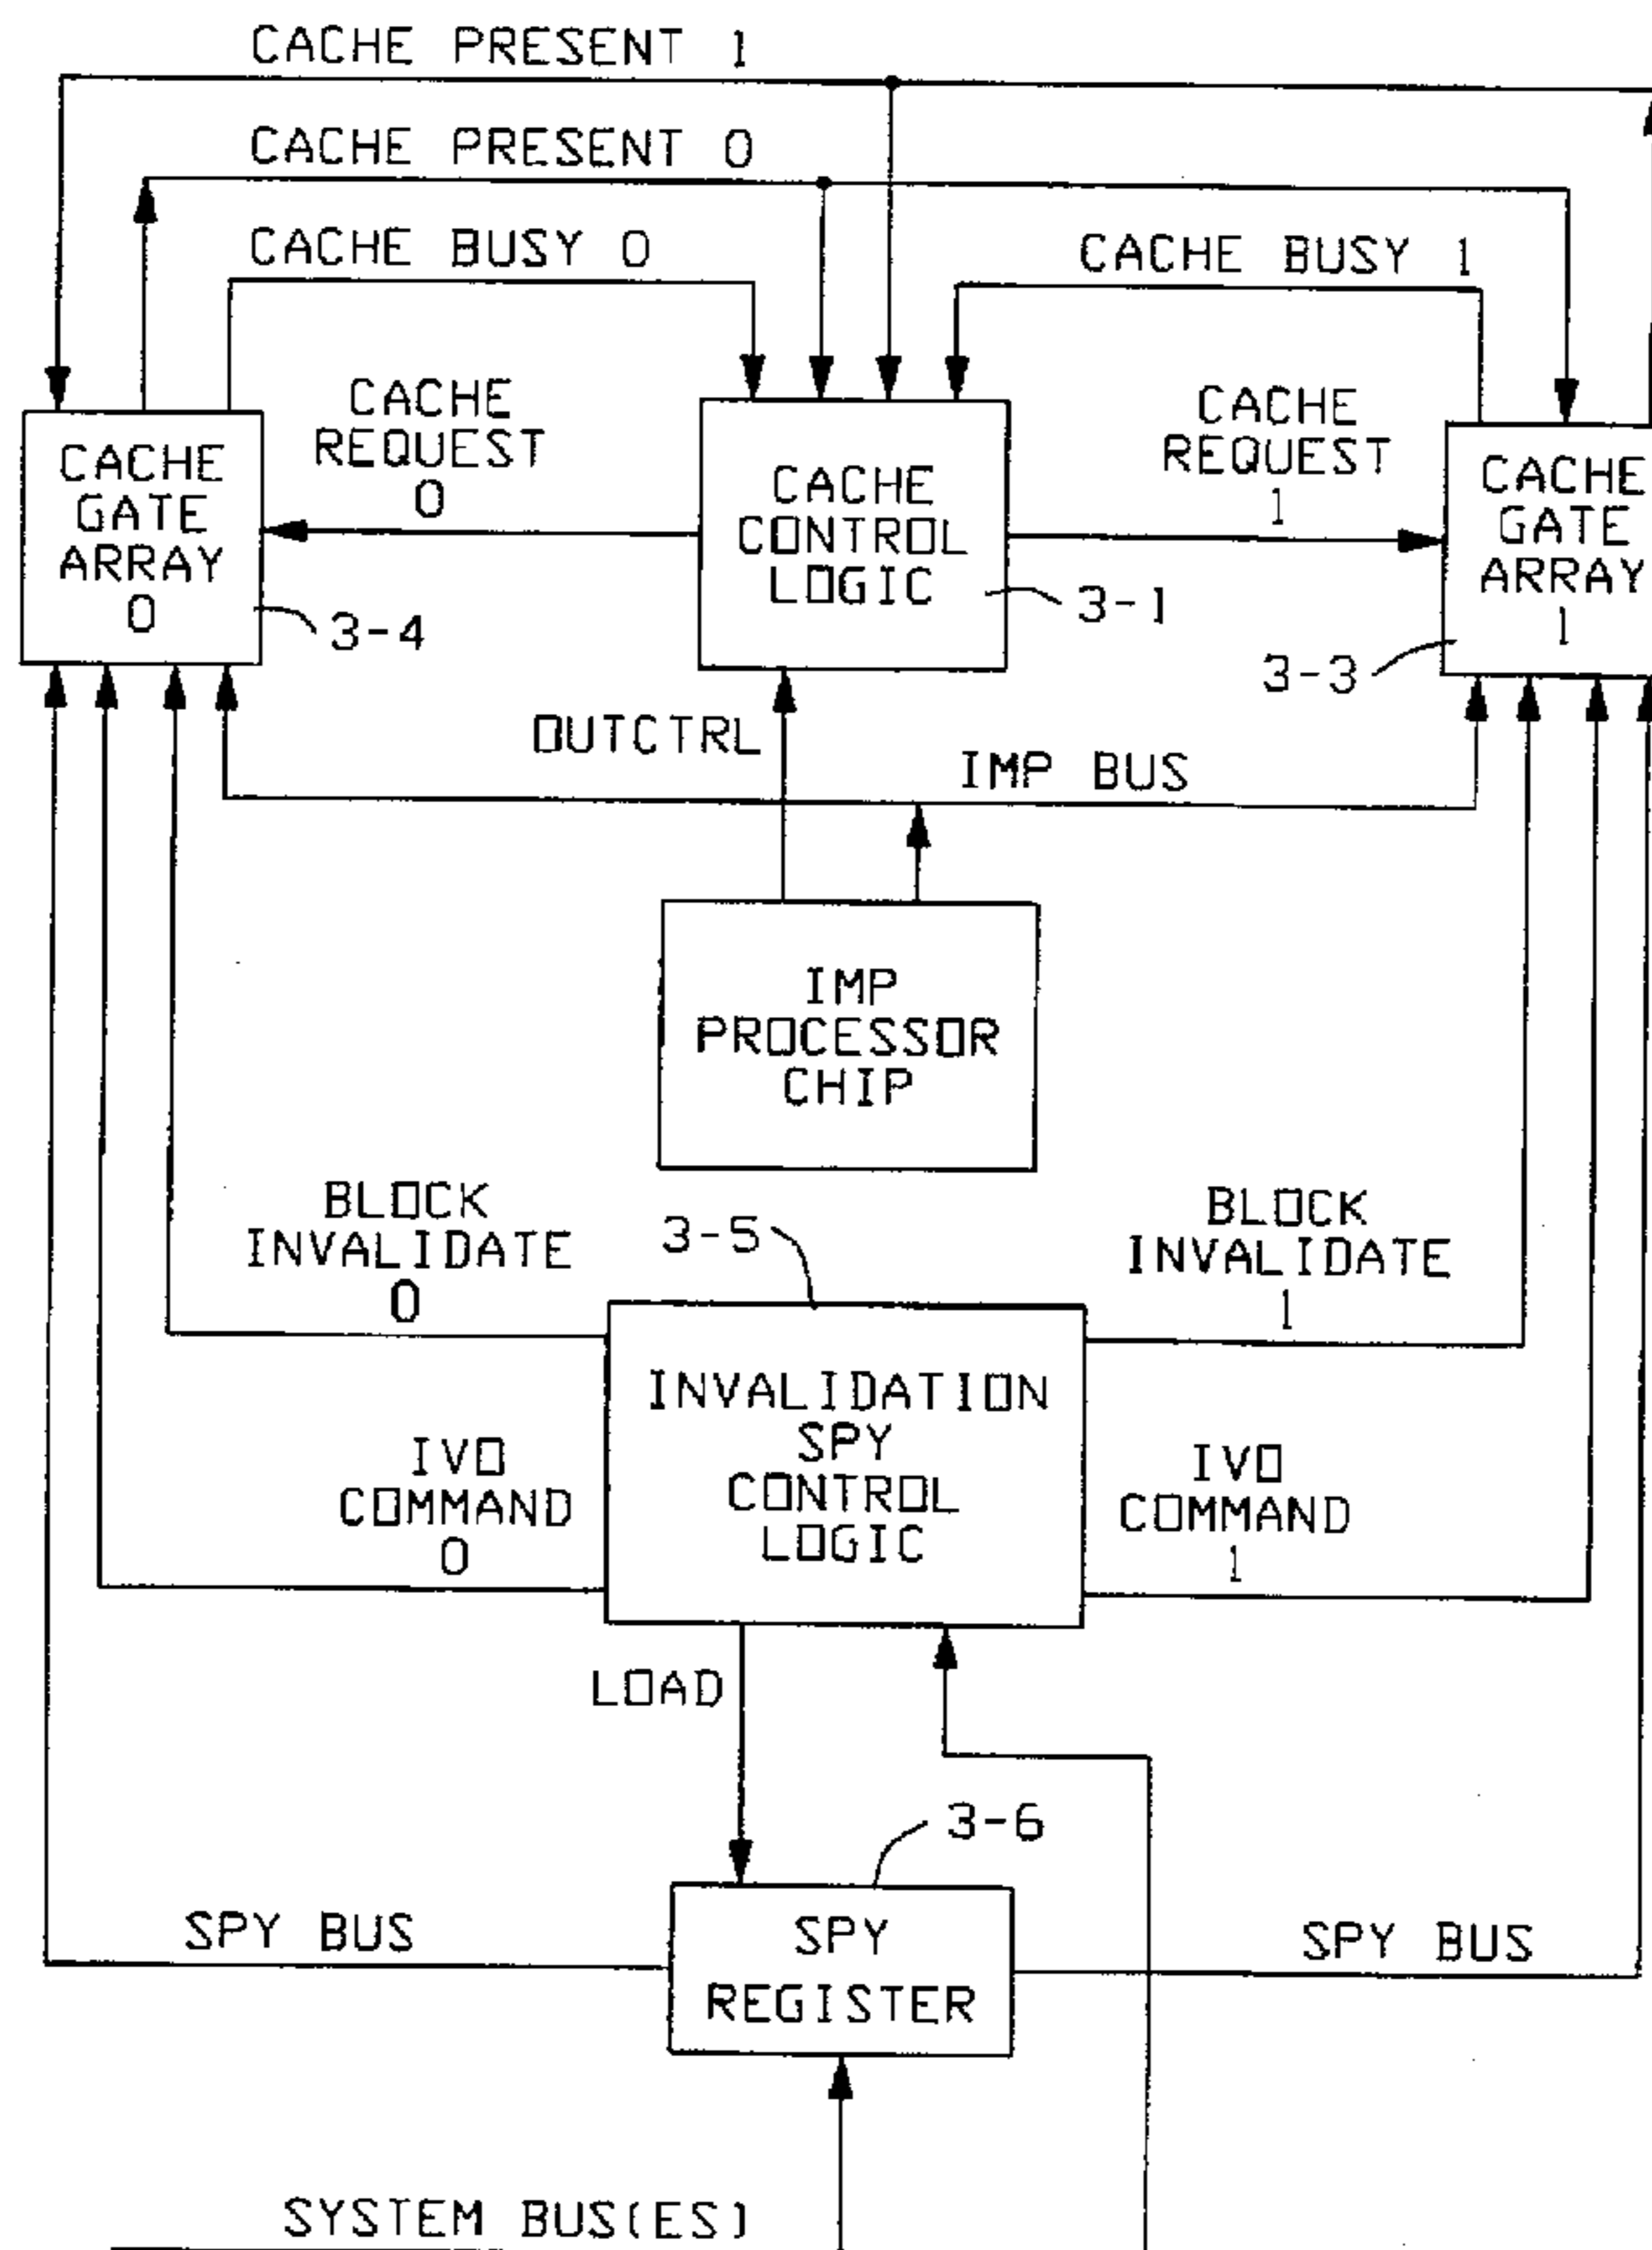 CACHE PRESENT 1
CACHE PRESENT 0
CACHE BUSY 0
CACHE BUSY 1
CACHE
REQUEST
0
CACHE
REQUEST
1
CACHE
GATE
ARRAY
0
3-4
CACHE
CONTROL
LOGIC
3-1
CACHE
GATE
ARRAY
1
3-3
OUTCTRL
IMP BUS
IMP
PROCESSOR
CHIP
BLOCK
INVALIDATE
0
3-5
BLOCK
INVALIDATE
1
INVALIDATION
SPY
CONTROL
LOGIC
IVO
COMMAND
0
IVO
COMMAND
1
LOAD
3-6
SPY BUS
SPY
REGISTER
SPY BUS
SYSTEM BUS(ES)